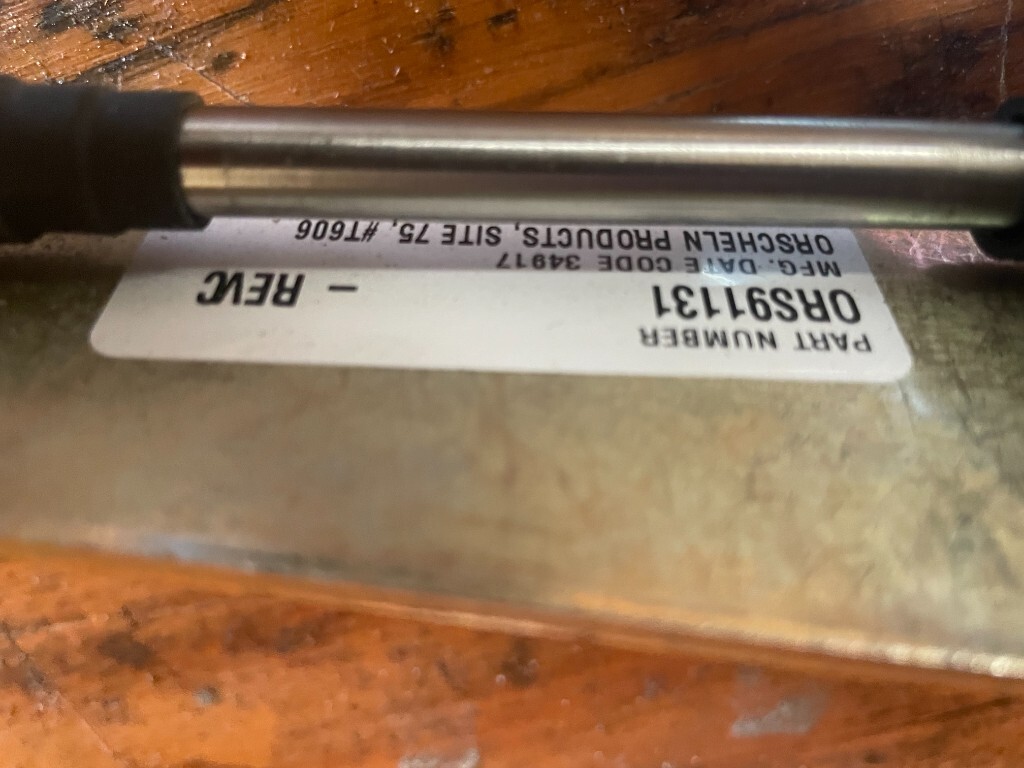 PART NUMBER
ORS91131 – REVC
MFG. DATE CODE 34917
ORSCHELN PRODUCTS, SITE 75, #T606